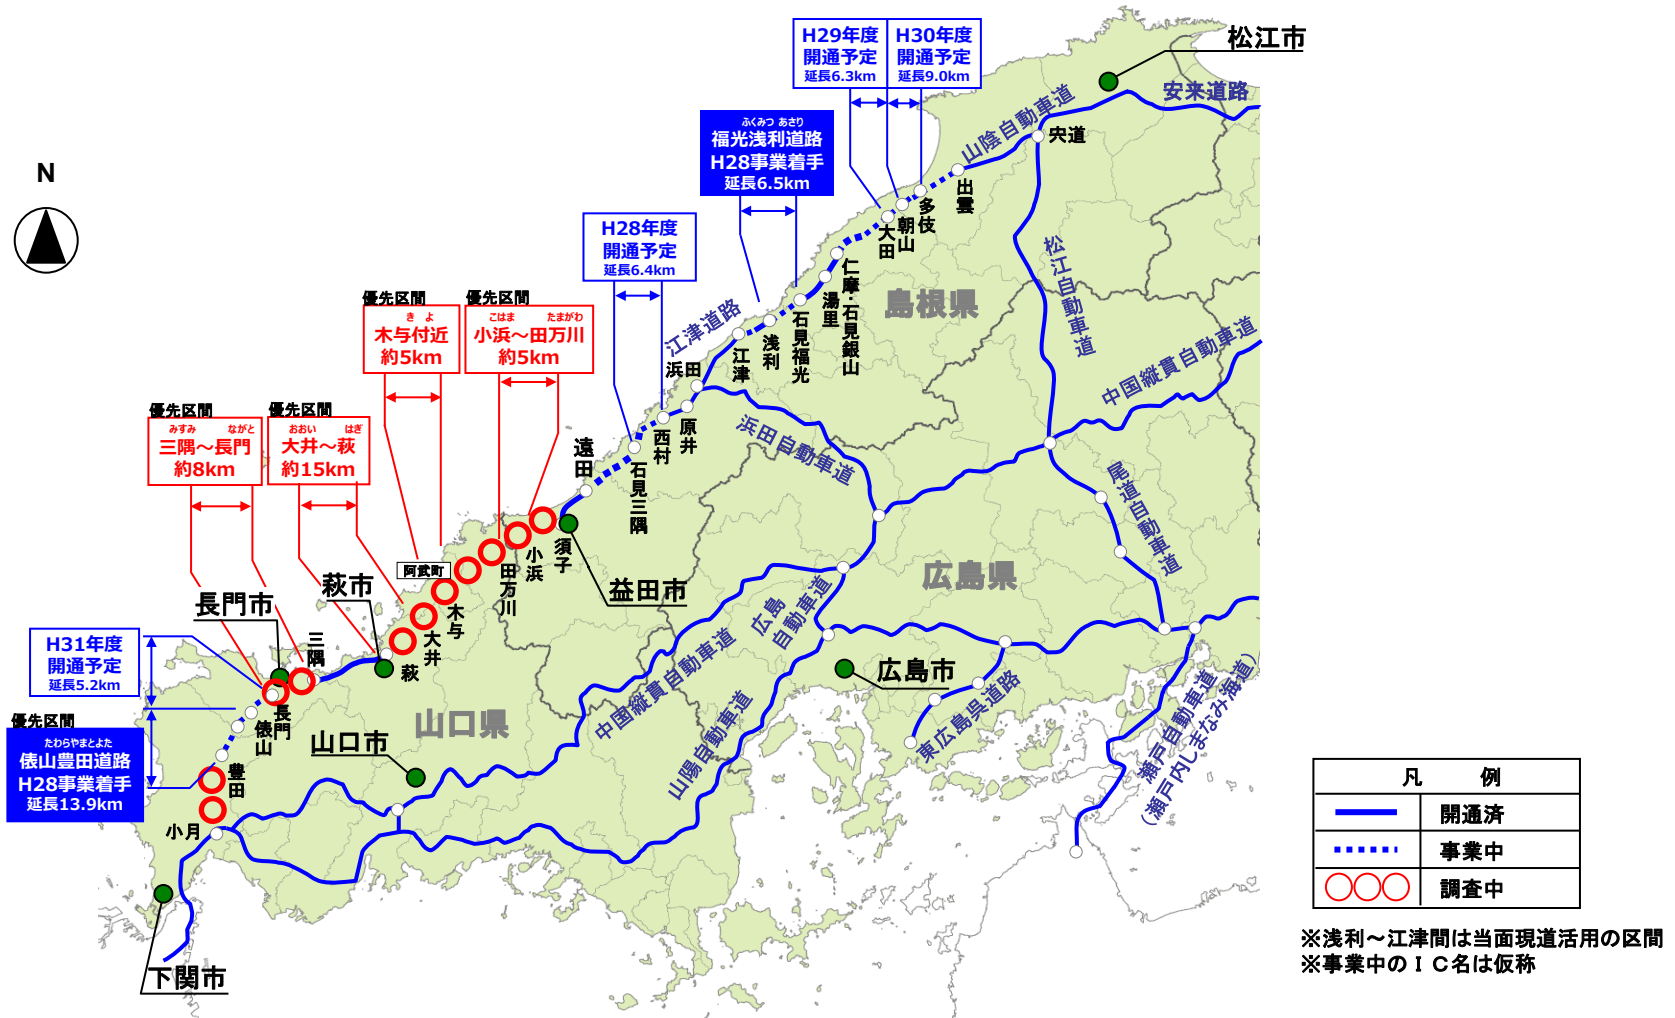 H29年度
開通予定
延長6.3km
H30年度
開通予定
延長9.0km
松江市
安来道路
山陰自動車道
宍道
ふくみつ あさり
福光浅利道路
H28事業着手
延長6.5km
N
出雲
多伎
朝山
大田
H28年度
開通予定
延長6.4km
仁摩・石見銀山
湯里
石見福光
浅利
江津
島根県
松江自動車道
中国縦貫自動車道
江津道路
浜田
原井
西村
石見三隅
遠田
浜田自動車道
尾道自動車道
優先区間
き よ
木与付近
約5km
優先区間
こはま たまがわ
小浜～田万川
約5km
優先区間
みすみ ながと
三隅～長門
約8km
優先区間
おおい はぎ
大井～萩
約15km
須子
小浜
田万川
阿武町
木与
大井
萩
萩市
益田市
長門市
三隅
広島県
広島
自動車道
広島市
H31年度
開通予定
延長5.2km
長門
俵山
優先区間
たわらやまとよた
俵山豊田道路
H28事業着手
延長13.9km
豊田
小月
山口県
山口市
中国縦貫自動車道
山陽自動車道
東広島呉道路
瀬戸自動車道
（瀬戸内しまなみ海道）
下関市
凡 例
開通済
事業中
調査中
※浅利～江津間は当面現道活用の区間
※事業中のＩＣ名は仮称